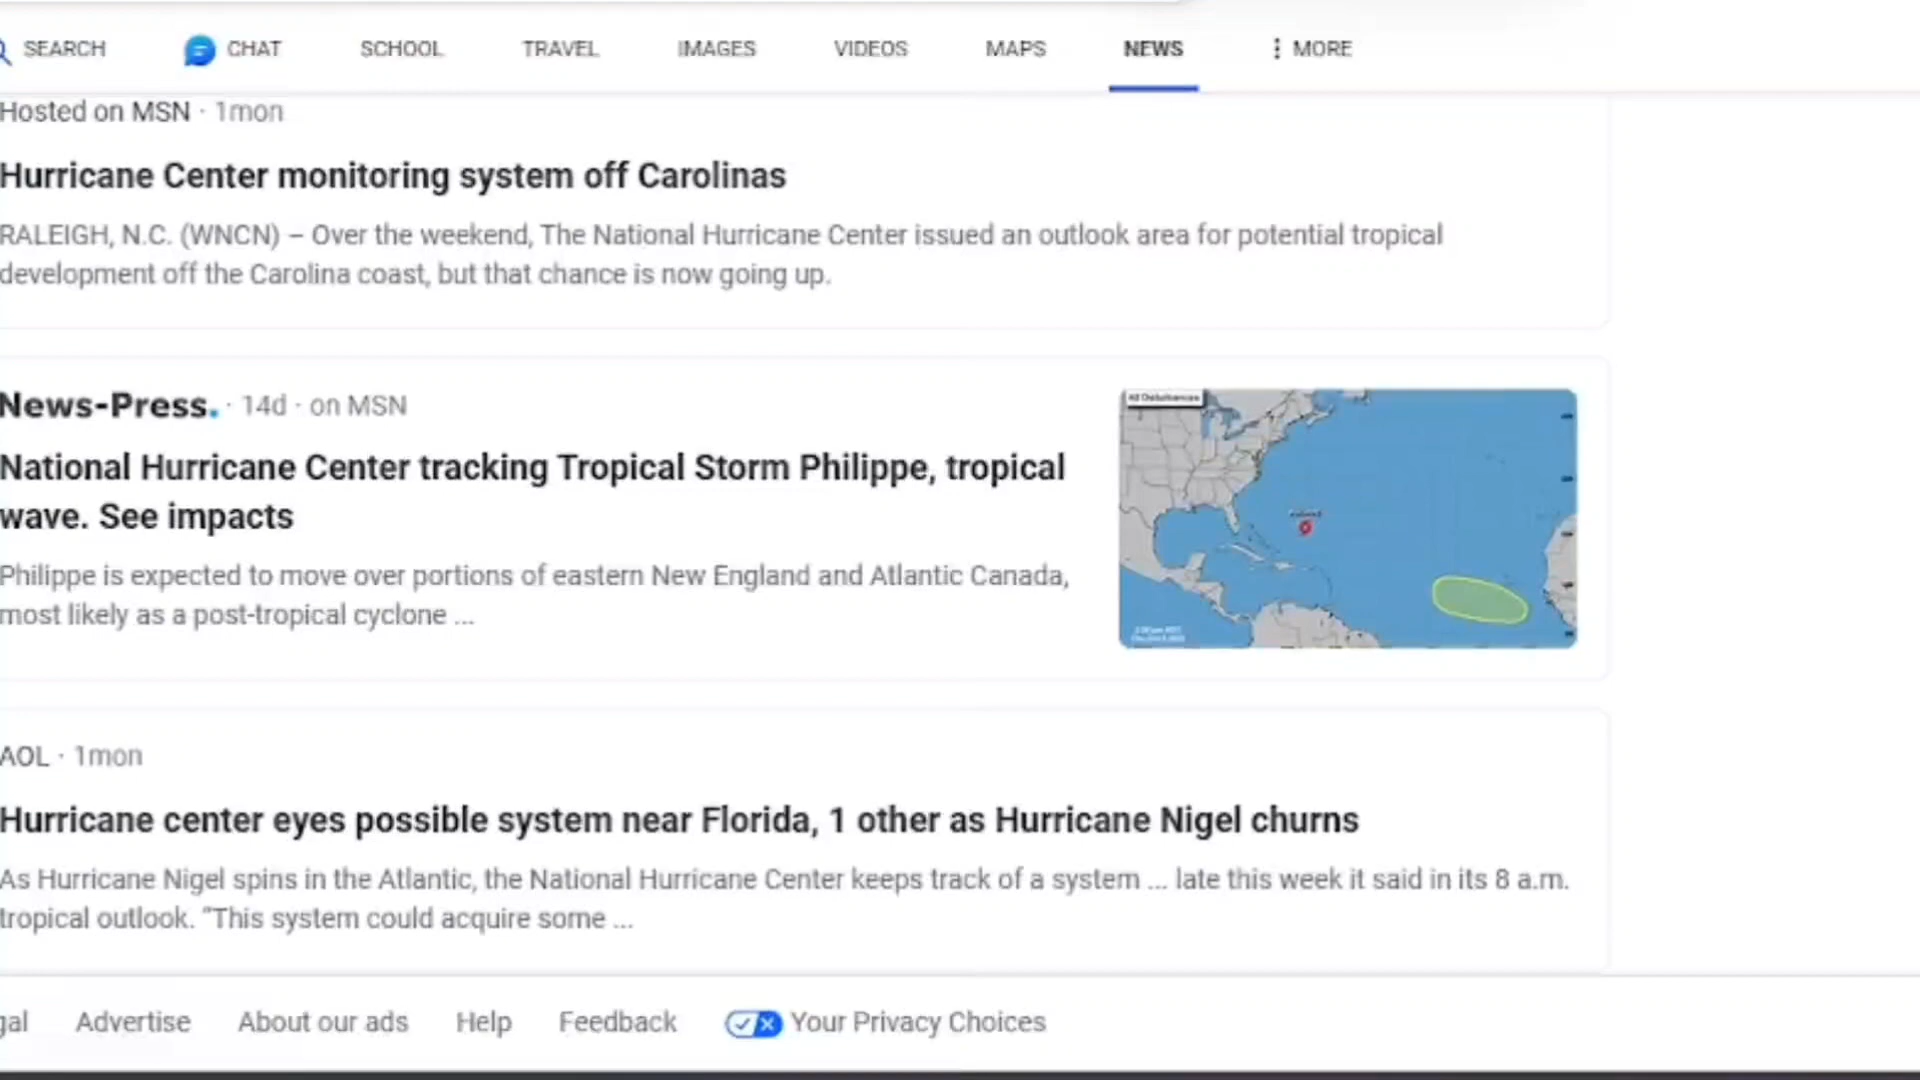 SEARCH CHAT SCHOOL TRAVEL IMAGES VIDEOS MAPS NEWS MORE
Hosted on MSN · 1mon
Hurricane Center monitoring system off Carolinas
RALEIGH, N.C. (WNCN) – Over the weekend, The National Hurricane Center issued an outlook area for potential tropical
development off the Carolina coast, but that chance is now going up.
News-Press. · 14d · on MSN
National Hurricane Center tracking Tropical Storm Philippe, tropical
wave. See impacts
Philippe is expected to move over portions of eastern New England and Atlantic Canada,
most likely as a post-tropical cyclone ...
All Disturbances
AOL · 1mon
Hurricane center eyes possible system near Florida, 1 other as Hurricane Nigel churns
As Hurricane Nigel spins in the Atlantic, the National Hurricane Center keeps track of a system ... late this week it said in its 8 a.m.
tropical outlook. “This system could acquire some ...
gal Advertise About our ads Help Feedback Your Privacy Choices